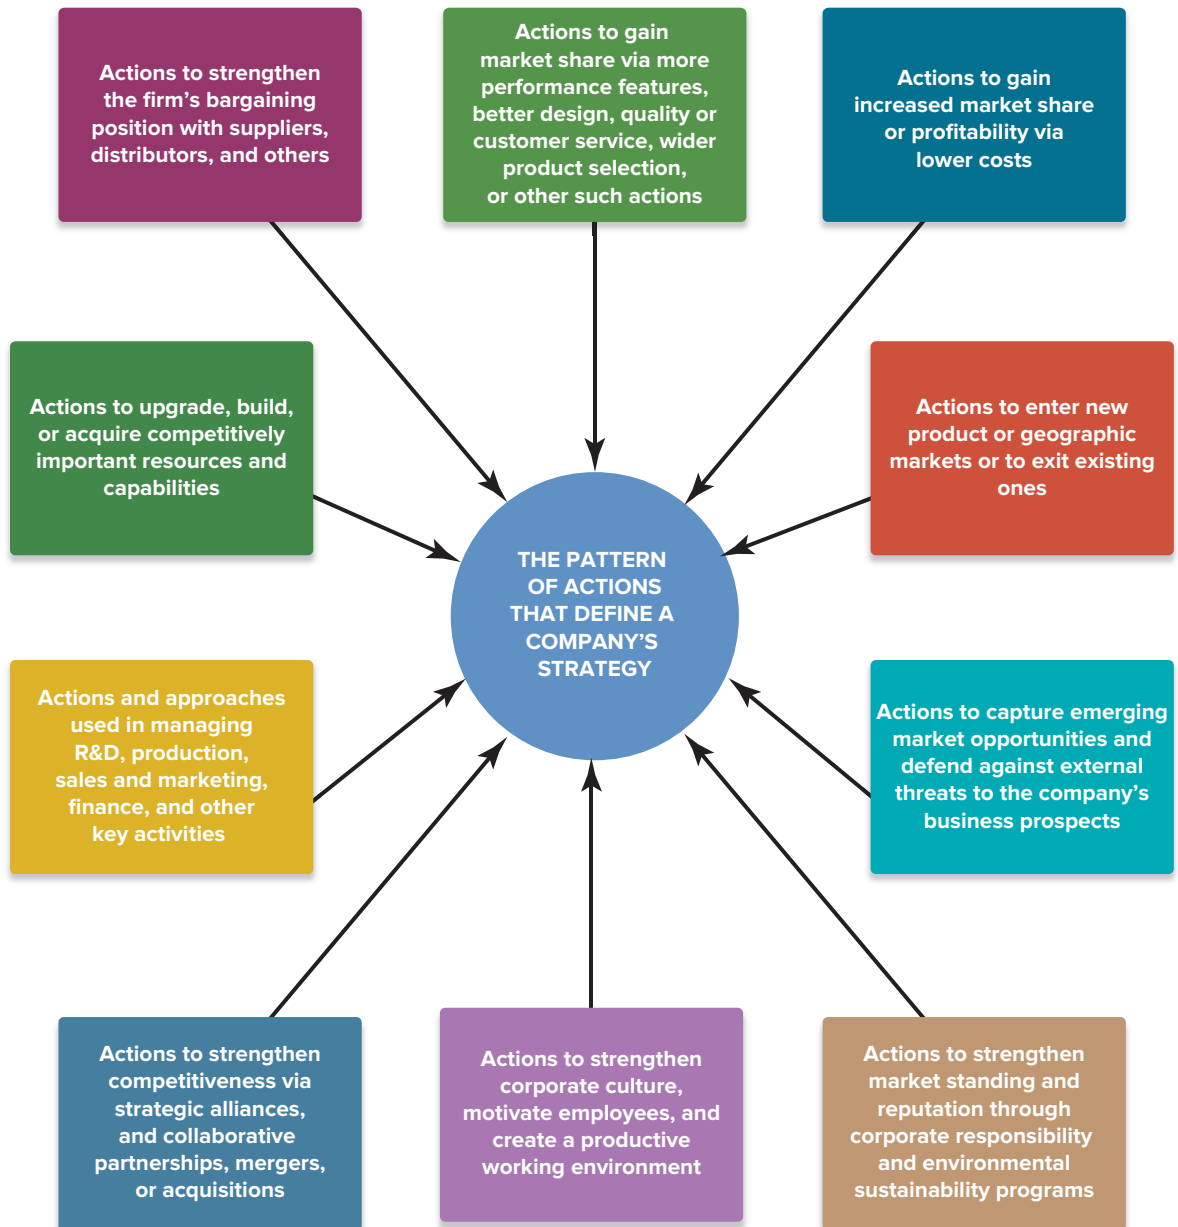 Actions to strengthen
the firm’s bargaining
position with suppliers,
distributors, and others
Actions to gain
market share via more
performance features,
better design, quality or
customer service, wider
product selection,
or other such actions
Actions to gain
increased market share
or profitability via
lower costs
Actions to upgrade, build,
or acquire competitively
important resources and
capabilities
Actions to enter new
product or geographic
markets or to exit existing
ones
THE PATTERN
OF ACTIONS
THAT DEFINE A
COMPANY’S
STRATEGY
Actions and approaches
used in managing
R&D, production,
sales and marketing,
finance, and other
key activities
Actions to capture emerging
market opportunities and
defend against external
threats to the company’s
business prospects
Actions to strengthen
competitiveness via
strategic alliances,
and collaborative
partnerships, mergers,
or acquisitions
Actions to strengthen
corporate culture,
motivate employees, and
create a productive
working environment
Actions to strengthen
market standing and
reputation through
corporate responsibility
and environmental
sustainability programs